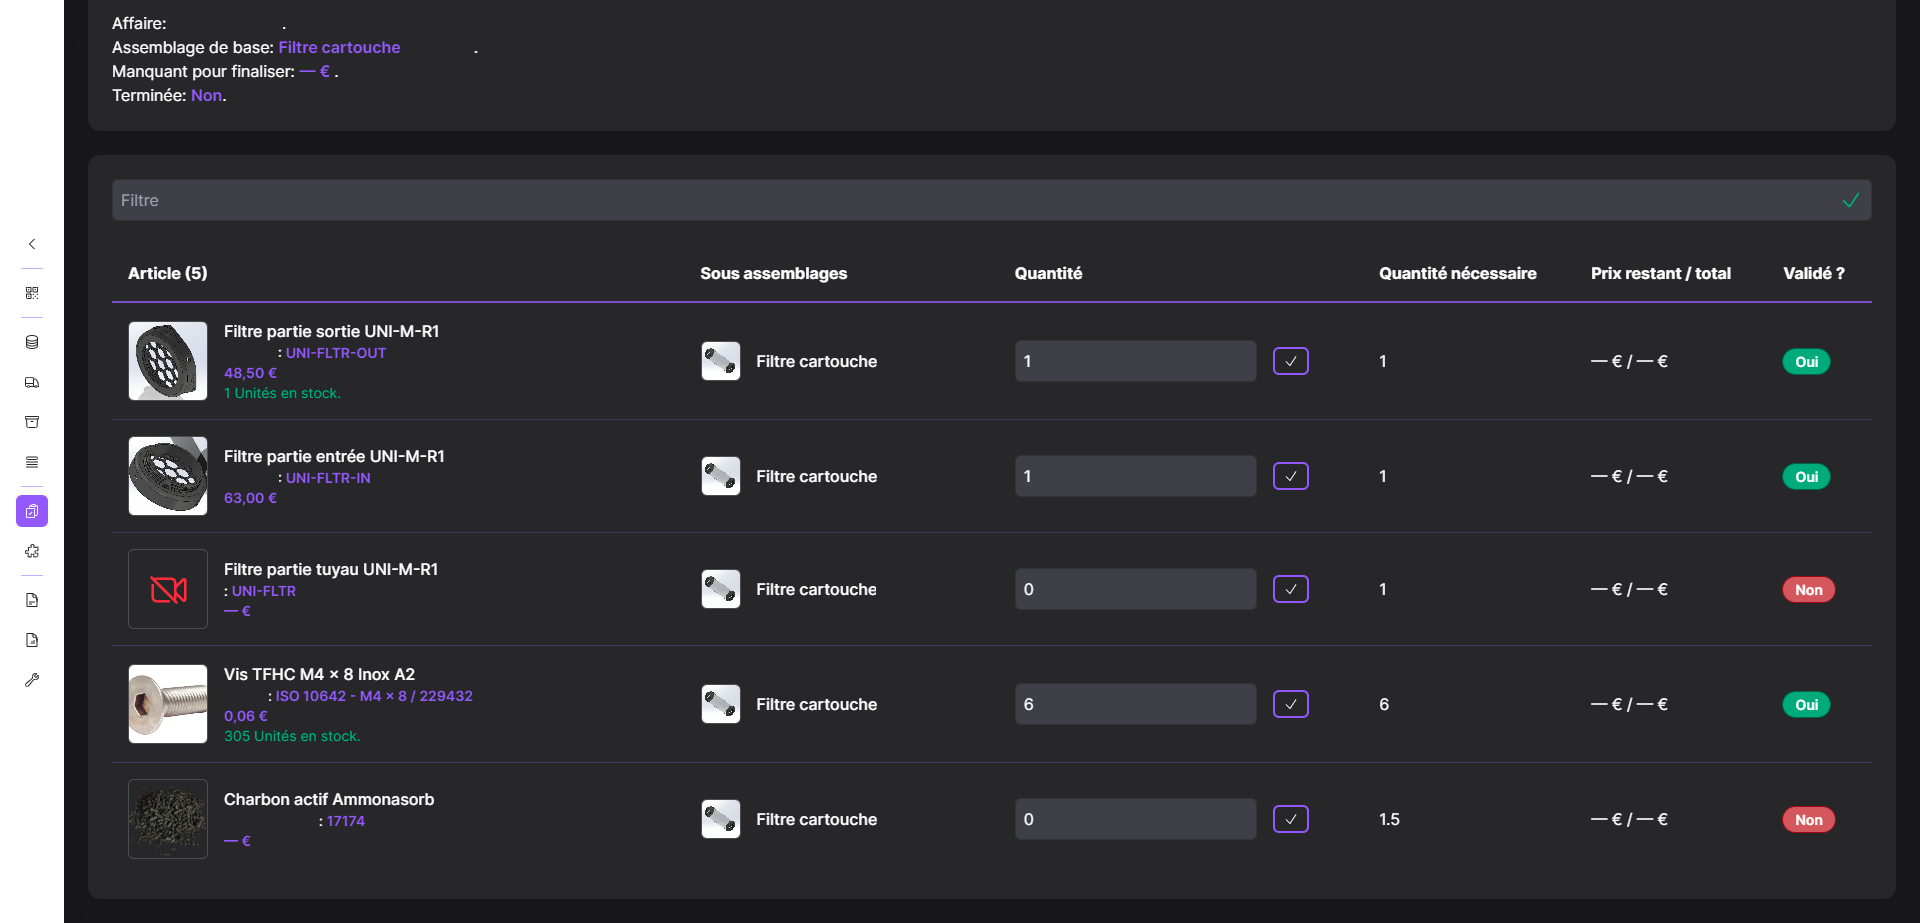 Affaire: .
Assemblage de base: Filtre cartouche .
Manquant pour finaliser: — € .
Terminée: Non.
Filtre
Article (5) Sous assemblages Quantité Quantité nécessaire Prix restant / total Validé ?
Filtre partie sortie UNI-M-R1
: UNI-FLTR-OUT
48,50 €
1 Unités en stock.
Filtre cartouche 1 1 — € / — € Oui
Filtre partie entrée UNI-M-R1
: UNI-FLTR-IN
63,00 €
Filtre cartouche 1 1 — € / — € Oui
Filtre partie tuyau UNI-M-R1
: UNI-FLTR
— €
Filtre cartouche 0 1 — € / — € Non
Vis TFHC M4 × 8 Inox A2
: ISO 10642 - M4 × 8 / 229432
0,06 €
305 Unités en stock.
Filtre cartouche 6 6 — € / — € Oui
Charbon actif Ammonasorb
: 17174
— €
Filtre cartouche 0 1.5 — € / — € Non